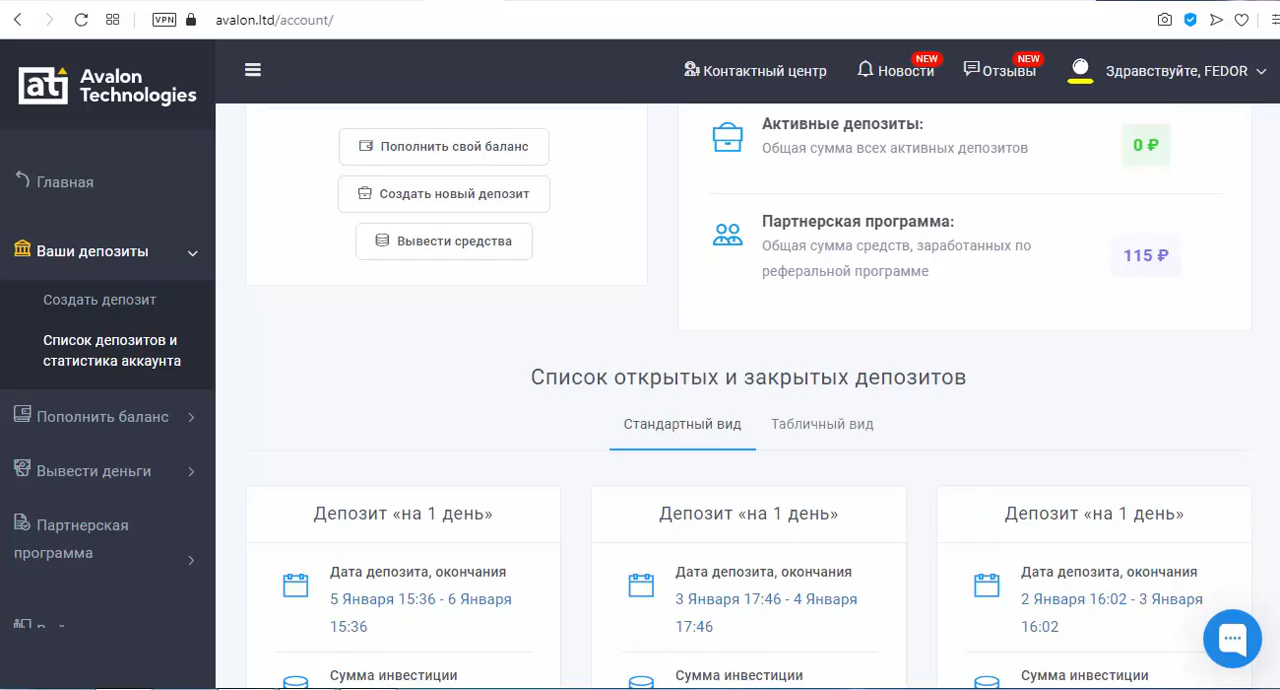 VPN
avalon.ltd/account/
at
Avalon
Technologies
Контактный центр
Новости
NEW
Отзывы
NEW
Здравствуйте, FEDOR
Главная
Ваши депозиты
Создать депозит
Список депозитов и
статистика аккаунта
Пополнить баланс
Вывести деньги
Партнерская
программа
Пополнить свой баланс
Создать новый депозит
Вывести средства
Активные депозиты:
Общая сумма всех активных депозитов
0 ₽
Партнерская программа:
Общая сумма средств, заработанных по
реферальной программе
115 ₽
Список открытых и закрытых депозитов
Стандартный вид
Табличный вид
Депозит «на 1 день»
Дата депозита, окончания
5 Января 15:36 - 6 Января
15:36
Сумма инвестиции
Депозит «на 1 день»
Дата депозита, окончания
3 Января 17:46 - 4 Января
17:46
Сумма инвестиции
Депозит «на 1 день»
Дата депозита, окончания
2 Января 16:02 - 3 Января
16:02
Сумма инвестиции